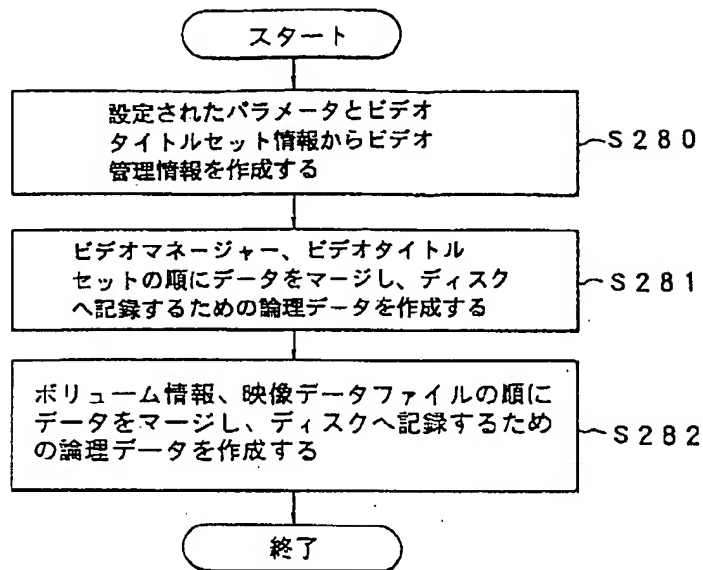 スタート
設定されたパラメータとビデオ
タイトルセット情報からビデオ
管理情報を作成する
S280
ビデオマネージャー、ビデオタイトル
セットの順にデータをマージし、ディスク
へ記録するための論理データを作成する
S281
ボリューム情報、映像データファイルの順に
データをマージし、ディスクへ記録するため
の論理データを作成する
S282
終了